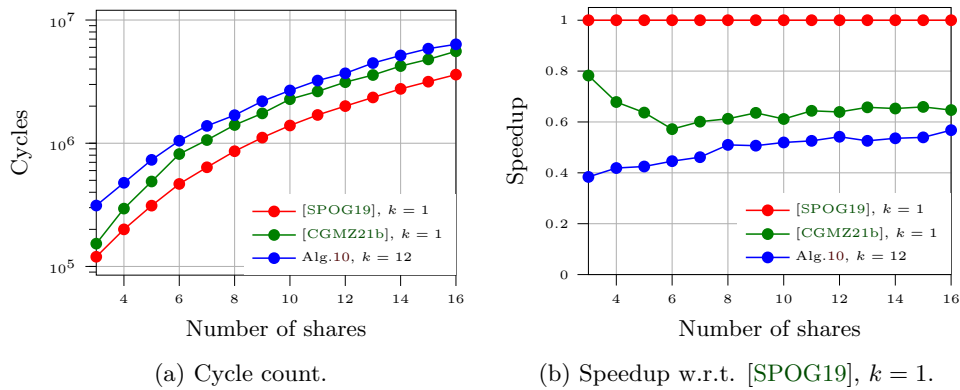 10^7
10^6
10^5
Cycles
[SPOG19], k = 1
[CGMZ21b], k = 1
Alg.10, k = 12
4 6 8 10 12 14 16
Number of shares
(a) Cycle count.
1
0.8
0.6
0.4
0.2
0
Speedup
[SPOG19], k = 1
[CGMZ21b], k = 1
Alg.10, k = 12
4 6 8 10 12 14 16
Number of shares
(b) Speedup w.r.t. [SPOG19], k = 1.